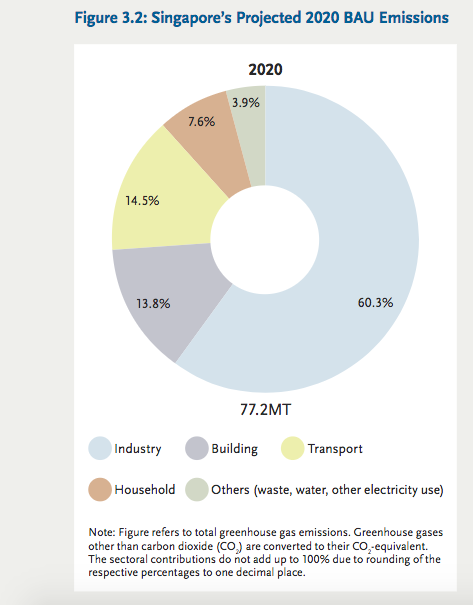 Figure 3.2: Singapore's Projected 2020 BAU Emissions
2020
3.9%
7.6%
14.5%
13.8%
60.3%
77.2MT
Industry
Building
Transport
Household
Others (waste, water, other electricity use)
Note: Figure refers to total greenhouse gas emissions. Greenhouse gases
other than carbon dioxide (CO₂) are converted to their CO₂-equivalent.
The sectoral contributions do not add up to 100% due to rounding of the
respective percentages to one decimal place.